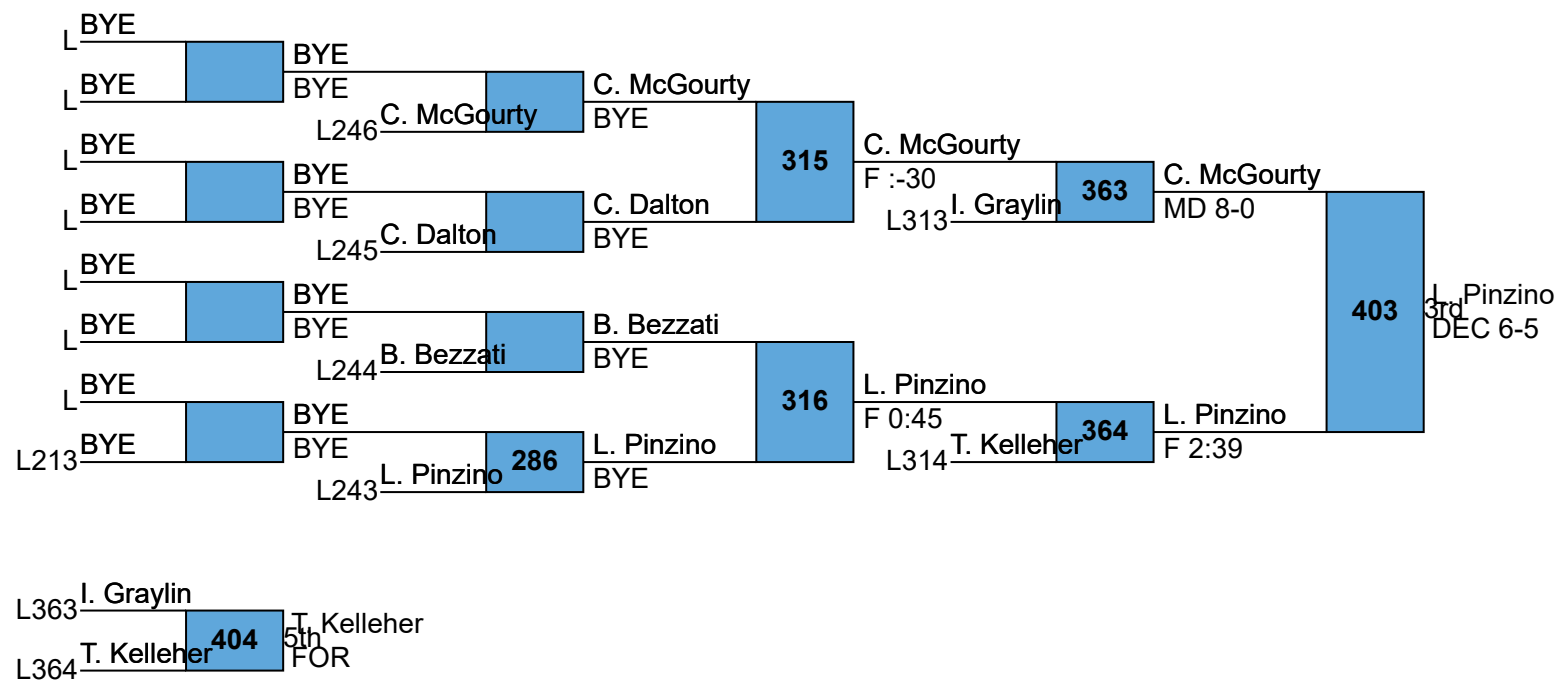 L BYE
L BYE
BYE
BYE
L246 C. McGourty
C. McGourty
BYE
L BYE
L BYE
BYE
BYE
L245 C. Dalton
C. Dalton
BYE
315
C. McGourty
F :-30
L313 I. Graylin
363
C. McGourty
MD 8-0
L BYE
L BYE
BYE
BYE
L244 B. Bezzati
B. Bezzati
BYE
L BYE
L213 BYE
BYE
BYE
L243 L. Pinzino
286
L. Pinzino
BYE
316
L. Pinzino
F 0:45
L314 T. Kelleher
364
L. Pinzino
F 2:39
403
3rd
L. Pinzino
DEC 6-5
L363 I. Graylin
L364 T. Kelleher
404
5th
T. Kelleher
FOR